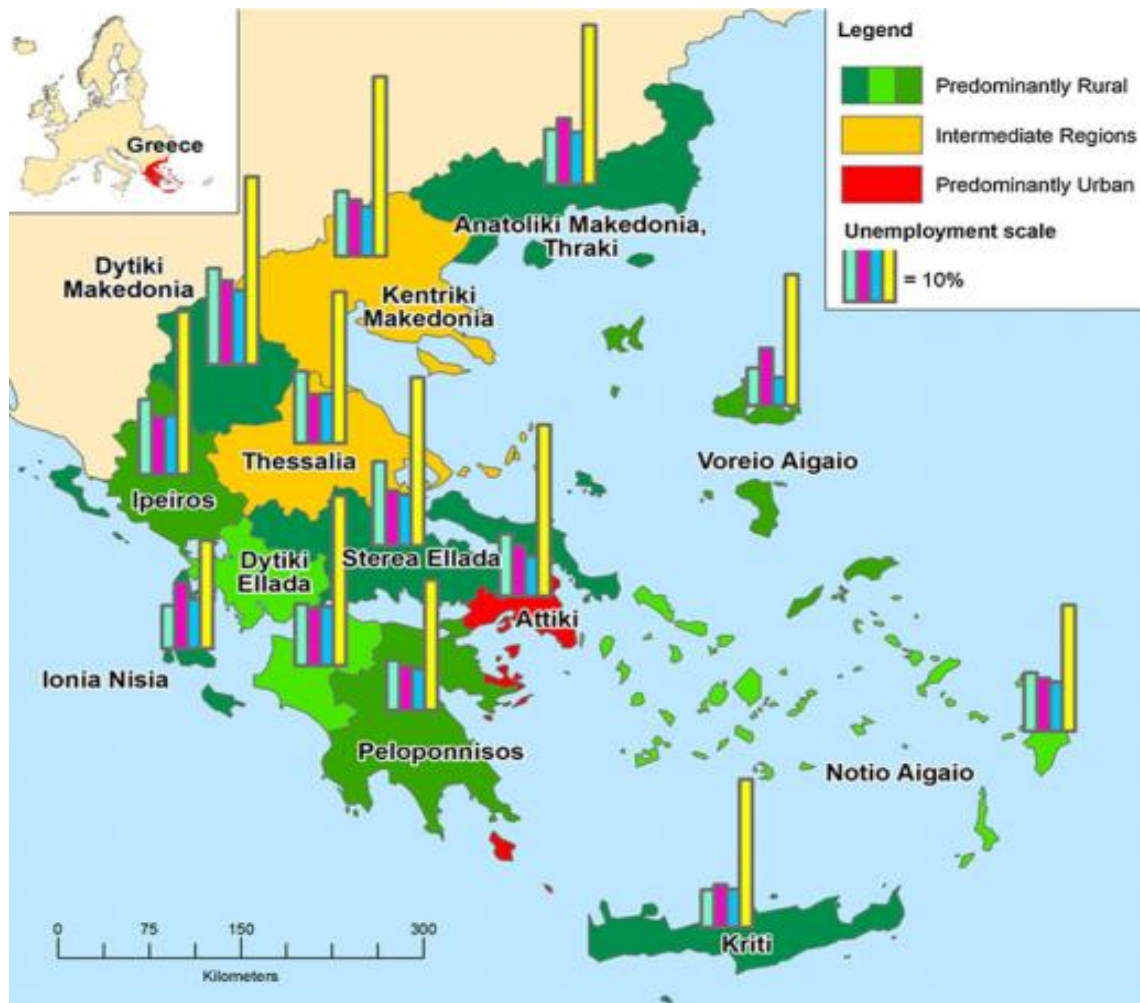 Greece
Legend
Predominantly Rural
Intermediate Regions
Predominantly Urban
Unemployment scale
= 10%
Anatoliki Makedonia,
Thraki
Dytiki
Makedonia
Kentriki
Makedonia
Thessalia
Ipeiros
Voreio Aigaio
Dytiki
Ellada
Sterea Ellada
Attiki
Ionia Nisia
Peloponnisos
Notio Aigaio
Kriti
0 75 150 300
Kilometers